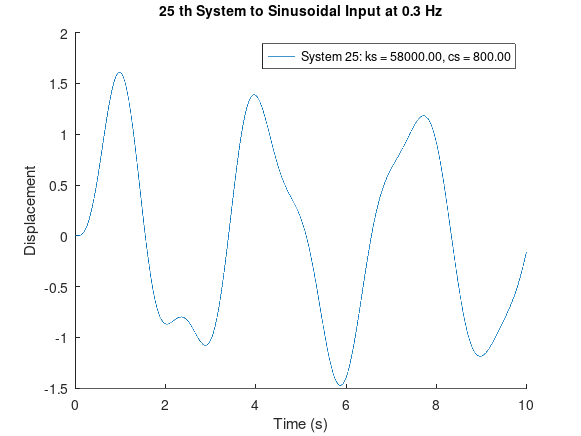 25 th System to Sinusoidal Input at 0.3 Hz
System 25: ks = 58000.00, cs = 800.00
Displacement
2
1.5
1
0.5
0
-0.5
-1
-1.5
0 2 4 6 8 10
Time (s)